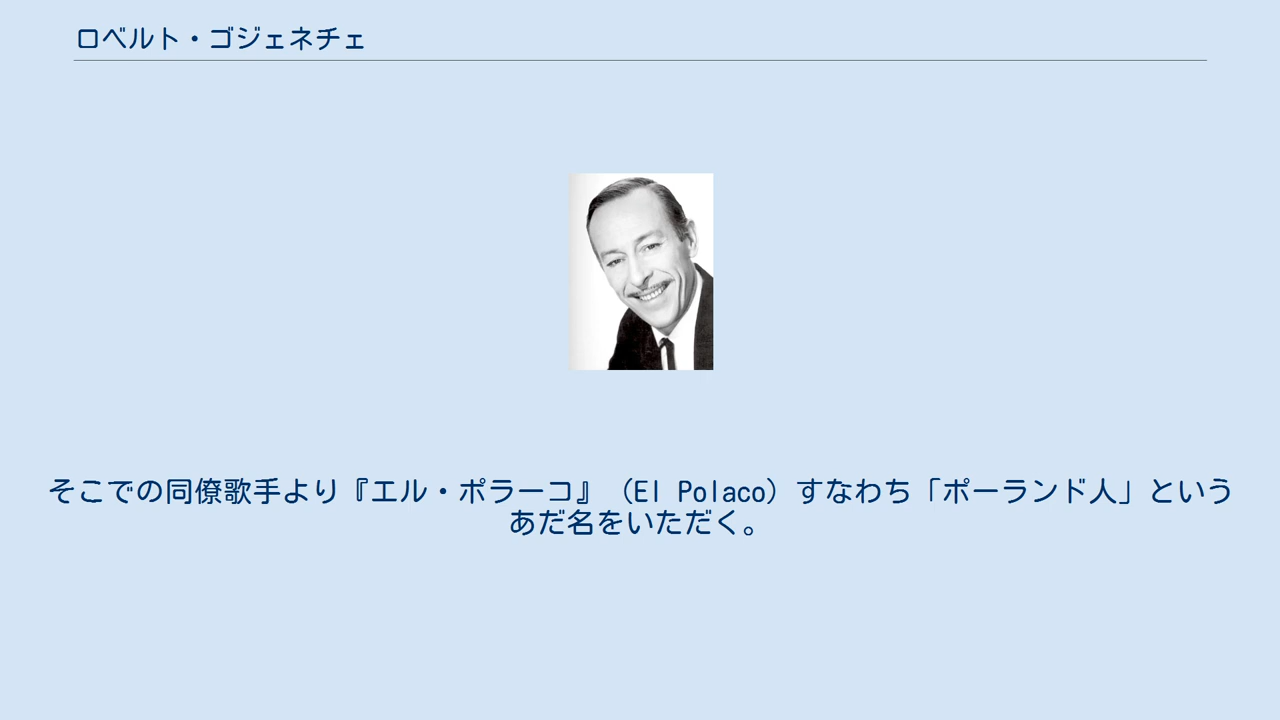 ロベルト・ゴジェネチェ
そこでの同僚歌手より『エル・ポラーコ』（El Polaco）すなわち「ポーランド人」という
あだ名をいただく。